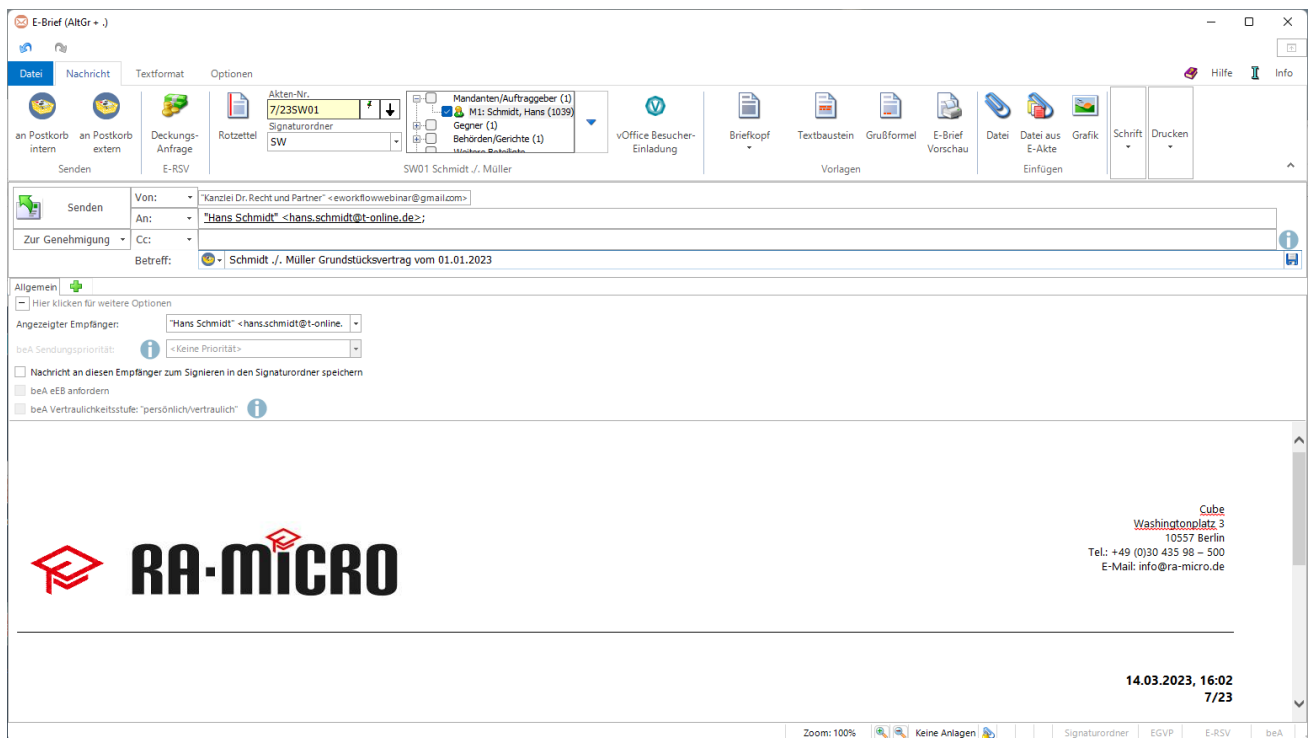 E-Brief (AltGr + .)
Datei Nachricht Textformat Optionen Hilfe Info
an Postkorb intern
an Postkorb extern
Senden
Deckungs-Anfrage
E-RSV
Rotzettel
Akten-Nr.
7/23SW01
Signaturordner
SW
Mandanten/Auftraggeber (1)
M1: Schmidt, Hans (1039)
Gegner (1)
Behörden/Gerichte (1)
Weitere Beteiligte
SW01 Schmidt ./. Müller
vOffice Besucher-Einladung
Briefkopf
Textbaustein
Grußformel
E-Brief Vorschau
Vorlagen
Datei
Datei aus E-Akte
Grafik
Einfügen
Schrift
Drucken
Senden
Zur Genehmigung
Von: "Kanzlei Dr. Recht und Partner" <eworkflowwebinar@gmail.com>
An: "Hans Schmidt" <hans.schmidt@t-online.de>;
Cc:
Betreff: Schmidt ./. Müller Grundstücksvertrag vom 01.01.2023
Allgemein
Hier klicken für weitere Optionen
Angezeigter Empfänger: "Hans Schmidt" <hans.schmidt@t-online.
beA Sendungspriorität: <Keine Priorität>
Nachricht an diesen Empfänger zum Signieren in den Signaturordner speichern
beA eEB anfordern
beA Vertraulichkeitsstufe: "persönlich/vertraulich"
RA-MICRO
Cube
Washingtonplatz 3
10557 Berlin
Tel.: +49 (0)30 435 98 – 500
E-Mail: info@ra-micro.de
14.03.2023, 16:02
7/23
Zoom: 100% Keine Anlagen Signaturordner EGVP E-RSV beA